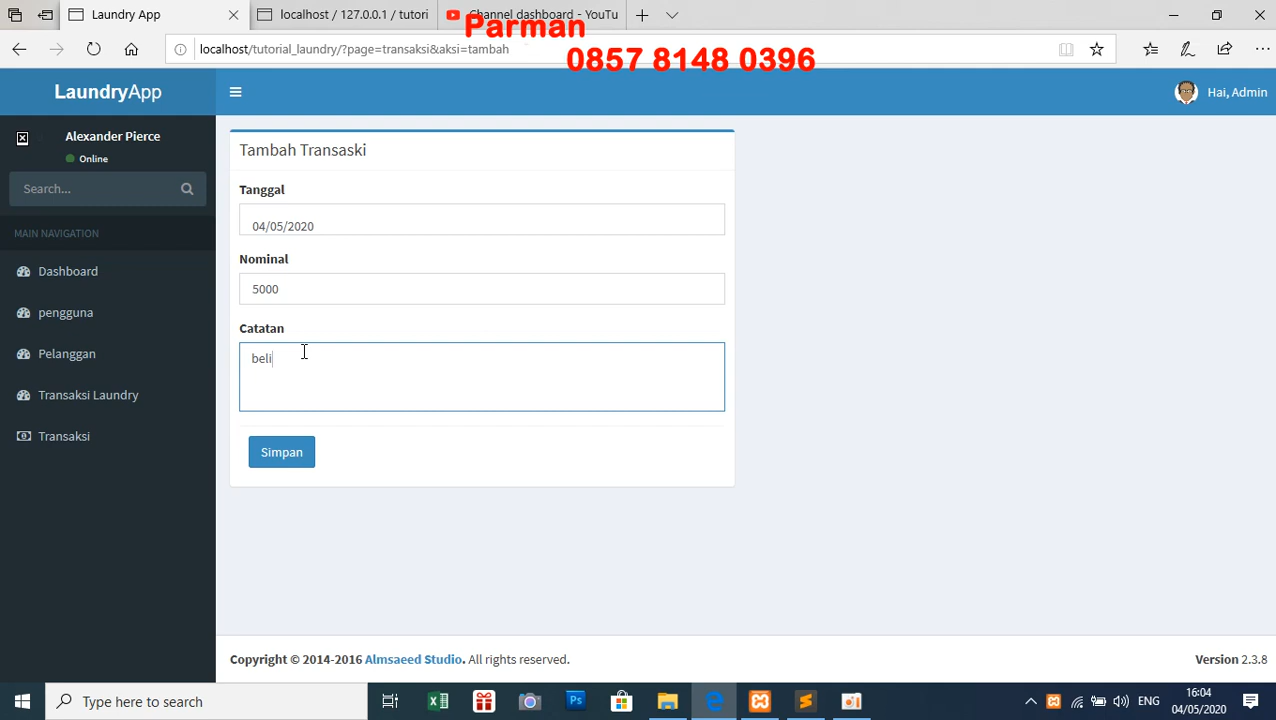 Laundry App
localhost / 127.0.0.1 / tutori
Channel dashboard - YouTu
Parman
0857 8148 0396
localhost/tutorial_laundry/?page=transaksi&aksi=tambah
LaundryApp
Hai, Admin
Alexander Pierce
Online
Search...
MAIN NAVIGATION
Dashboard
pengguna
Pelanggan
Transaksi Laundry
Transaksi
Tambah Transaski
Tanggal
04/05/2020
Nominal
5000
Catatan
beli
Simpan
Copyright © 2014-2016 Almsaeed Studio. All rights reserved.
Version 2.3.8
Type here to search
Ps
ENG
16:04
04/05/2020